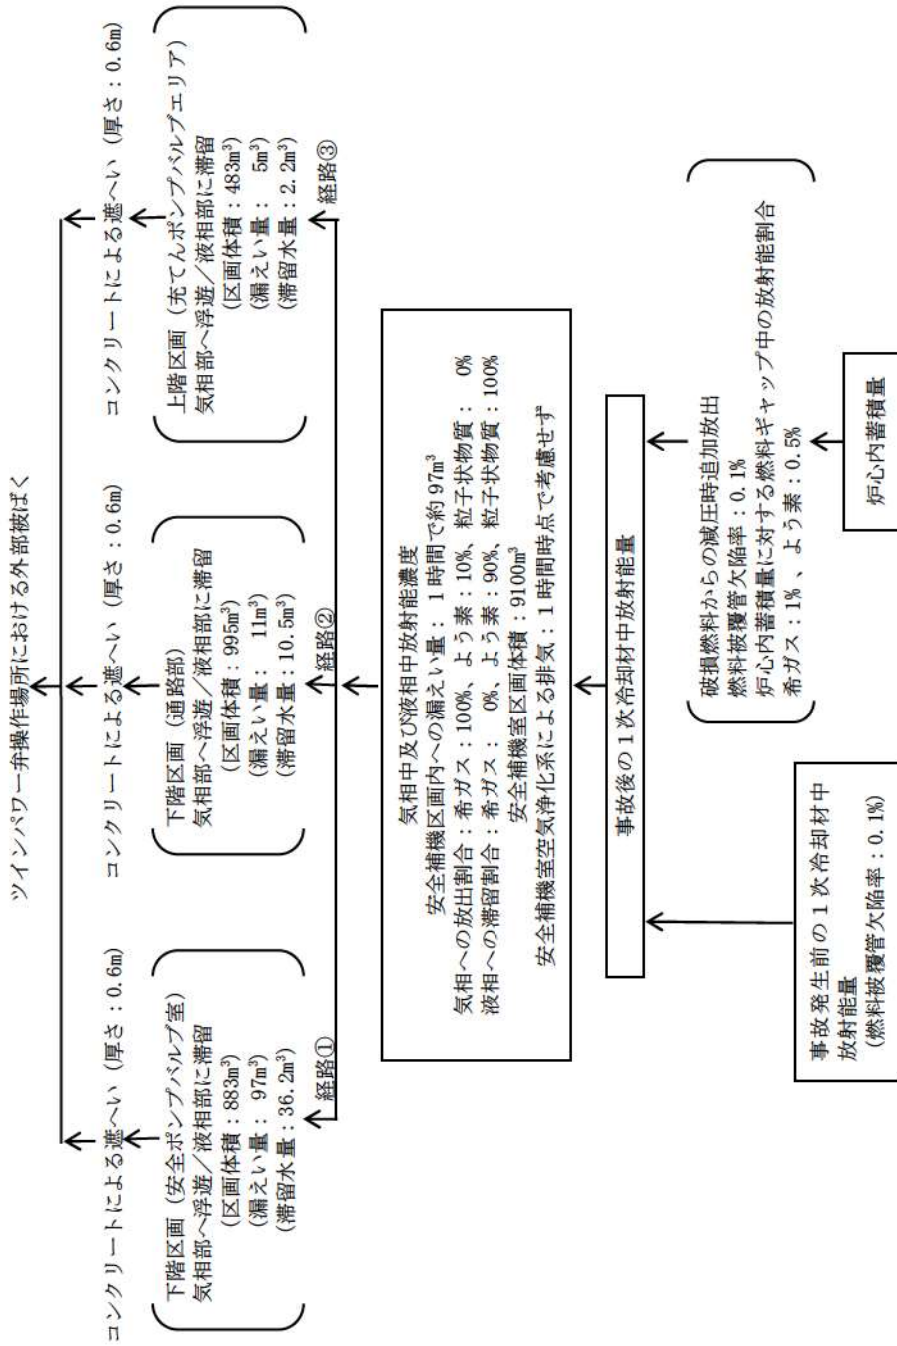 ツインパワー弁操作場所における外部被ばく
コンクリートによる遮へい (厚さ：0.6m)
下階区画 (安全ポンプバルブ室)
気相部へ浮遊／液相部に滞留
(区画体積：883m³)
(漏えい量： 97m³)
(滞留水量：36.2m³)
経路①
コンクリートによる遮へい (厚さ：0.6m)
下階区画 (通路部)
気相部へ浮遊／液相部に滞留
(区画体積：995m³)
(漏えい量： 11m³)
(滞留水量：10.5m³)
経路②
コンクリートによる遮へい (厚さ：0.6m)
上階区画 (充てんポンプバルブエリア)
気相部へ浮遊／液相部に滞留
(区画体積：483m³)
(漏えい量： 5m³)
(滞留水量：2.2m³)
経路③
気相中及び液相中放射能濃度
安全補機区画内への漏えい量：1時間で約97m³
気相への放出割合：希ガス：100%、よう素：10%、粒子状物質： 0%
液相への滞留割合：希ガス： 0%、よう素：90%、粒子状物質：100%
安全補機室区画体積：9100m³
安全補機室空気浄化系による排気：1時間時点で考慮せず
事故後の1次冷却材中放射能量
事故発生前の1次冷却材中
放射能量
(燃料被覆管欠陥率：0.1%)
破損燃料からの減圧時追加放出
燃料被覆管欠陥率：0.1%
炉心内蓄積量に対する燃料ギャップ中の放射能割合
希ガス：1%、よう素：0.5%
炉心内蓄積量